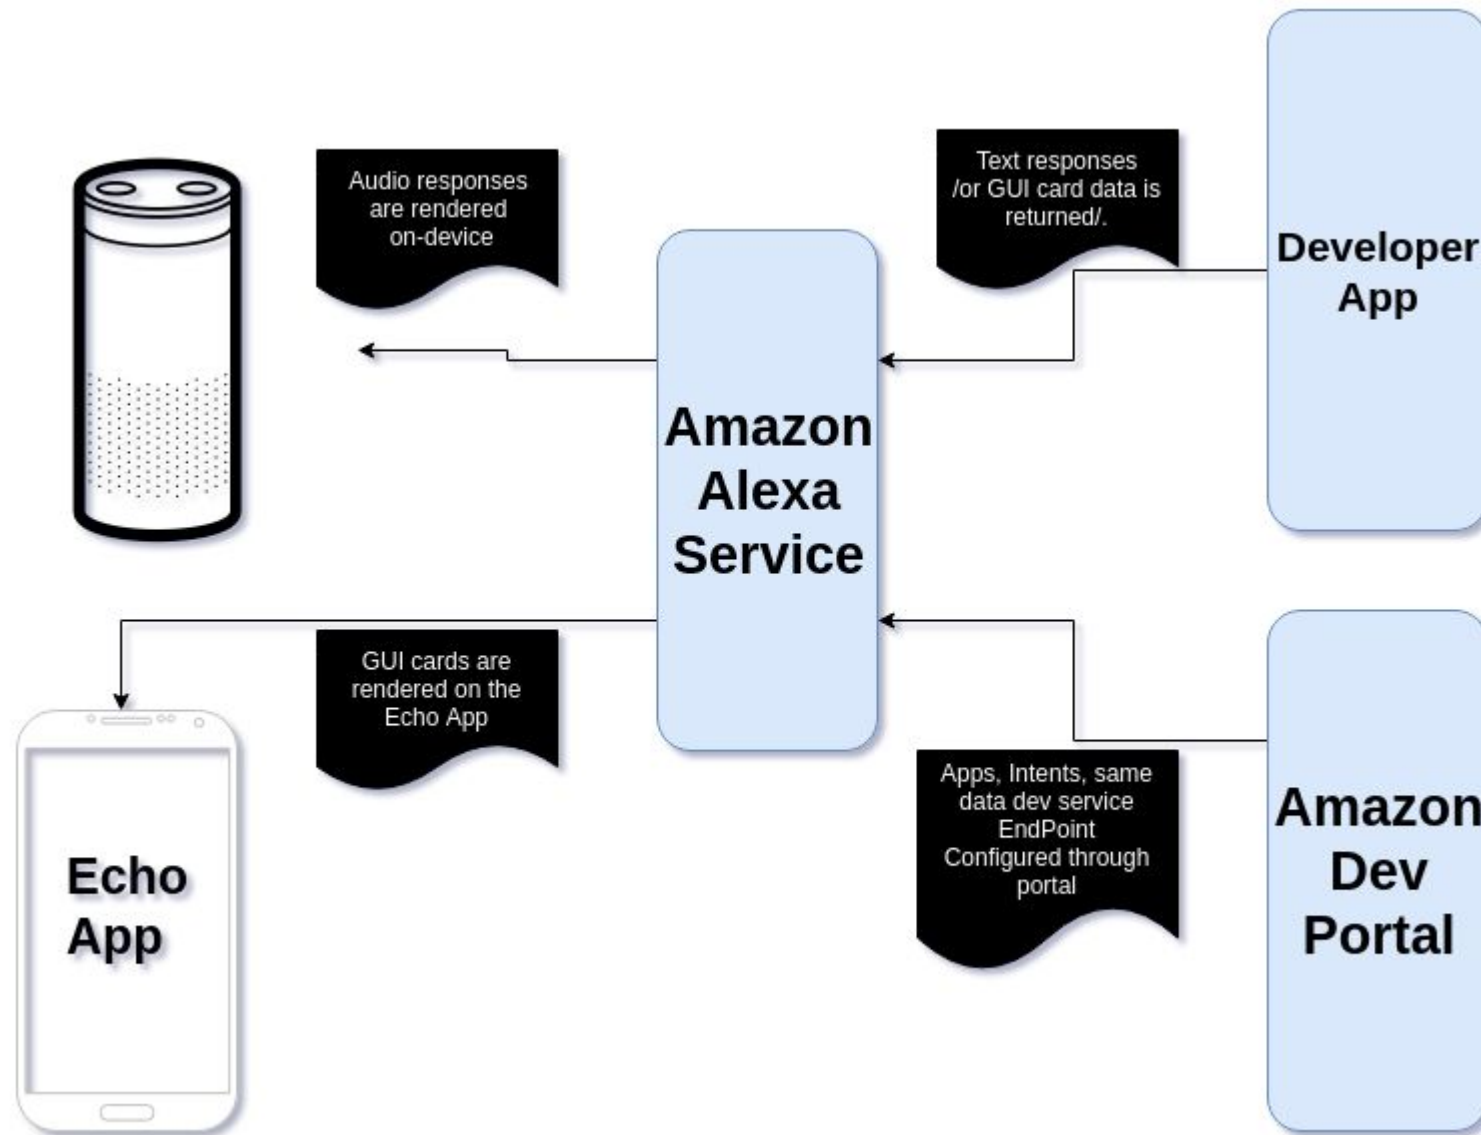 Audio responses
are rendered
on-device
Text responses
/or GUI card data is
returned/.
Developer
App
Amazon
Alexa
Service
GUI cards are
rendered on the
Echo App
Echo
App
Apps, Intents, same
data dev service
EndPoint
Configured through
portal
Amazon
Dev
Portal